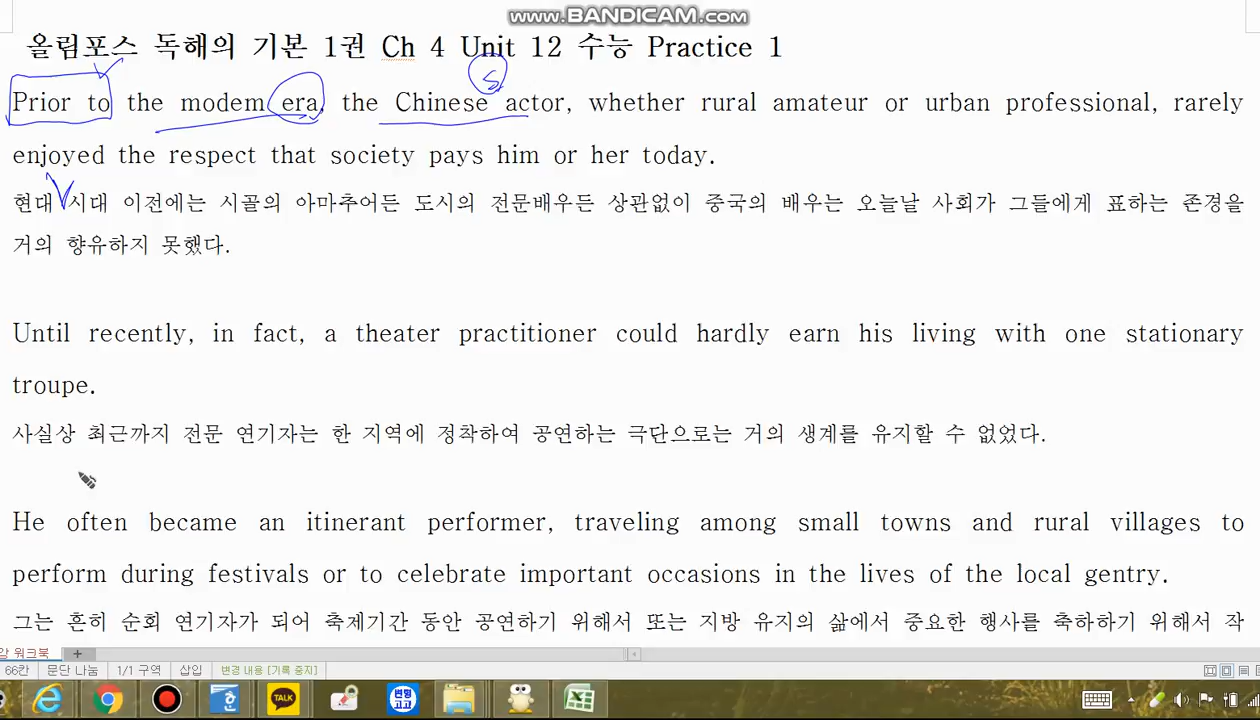 www.BANDICAM.com
올림포스 독해의 기본 1권 Ch 4 Unit 12 수능 Practice 1
S
Prior to the modem era, the Chinese actor, whether rural amateur or urban professional, rarely
enjoyed the respect that society pays him or her today.
현대 시대 이전에는 시골의 아마추어든 도시의 전문배우든 상관없이 중국의 배우는 오늘날 사회가 그들에게 표하는 존경을
거의 향유하지 못했다.
Until recently, in fact, a theater practitioner could hardly earn his living with one stationary
troupe.
사실상 최근까지 전문 연기자는 한 지역에 정착하여 공연하는 극단으로는 거의 생계를 유지할 수 없었다.
He often became an itinerant performer, traveling among small towns and rural villages to
perform during festivals or to celebrate important occasions in the lives of the local gentry.
그는 흔히 순회 연기자가 되어 축제기간 동안 공연하기 위해서 또는 지방 유지의 삶에서 중요한 행사를 축하하기 위해서 작
워크북
66칸 문단 나눔 1/1 구역 삽입 변경 내용 [기록 중지]
TALK 변형 고고